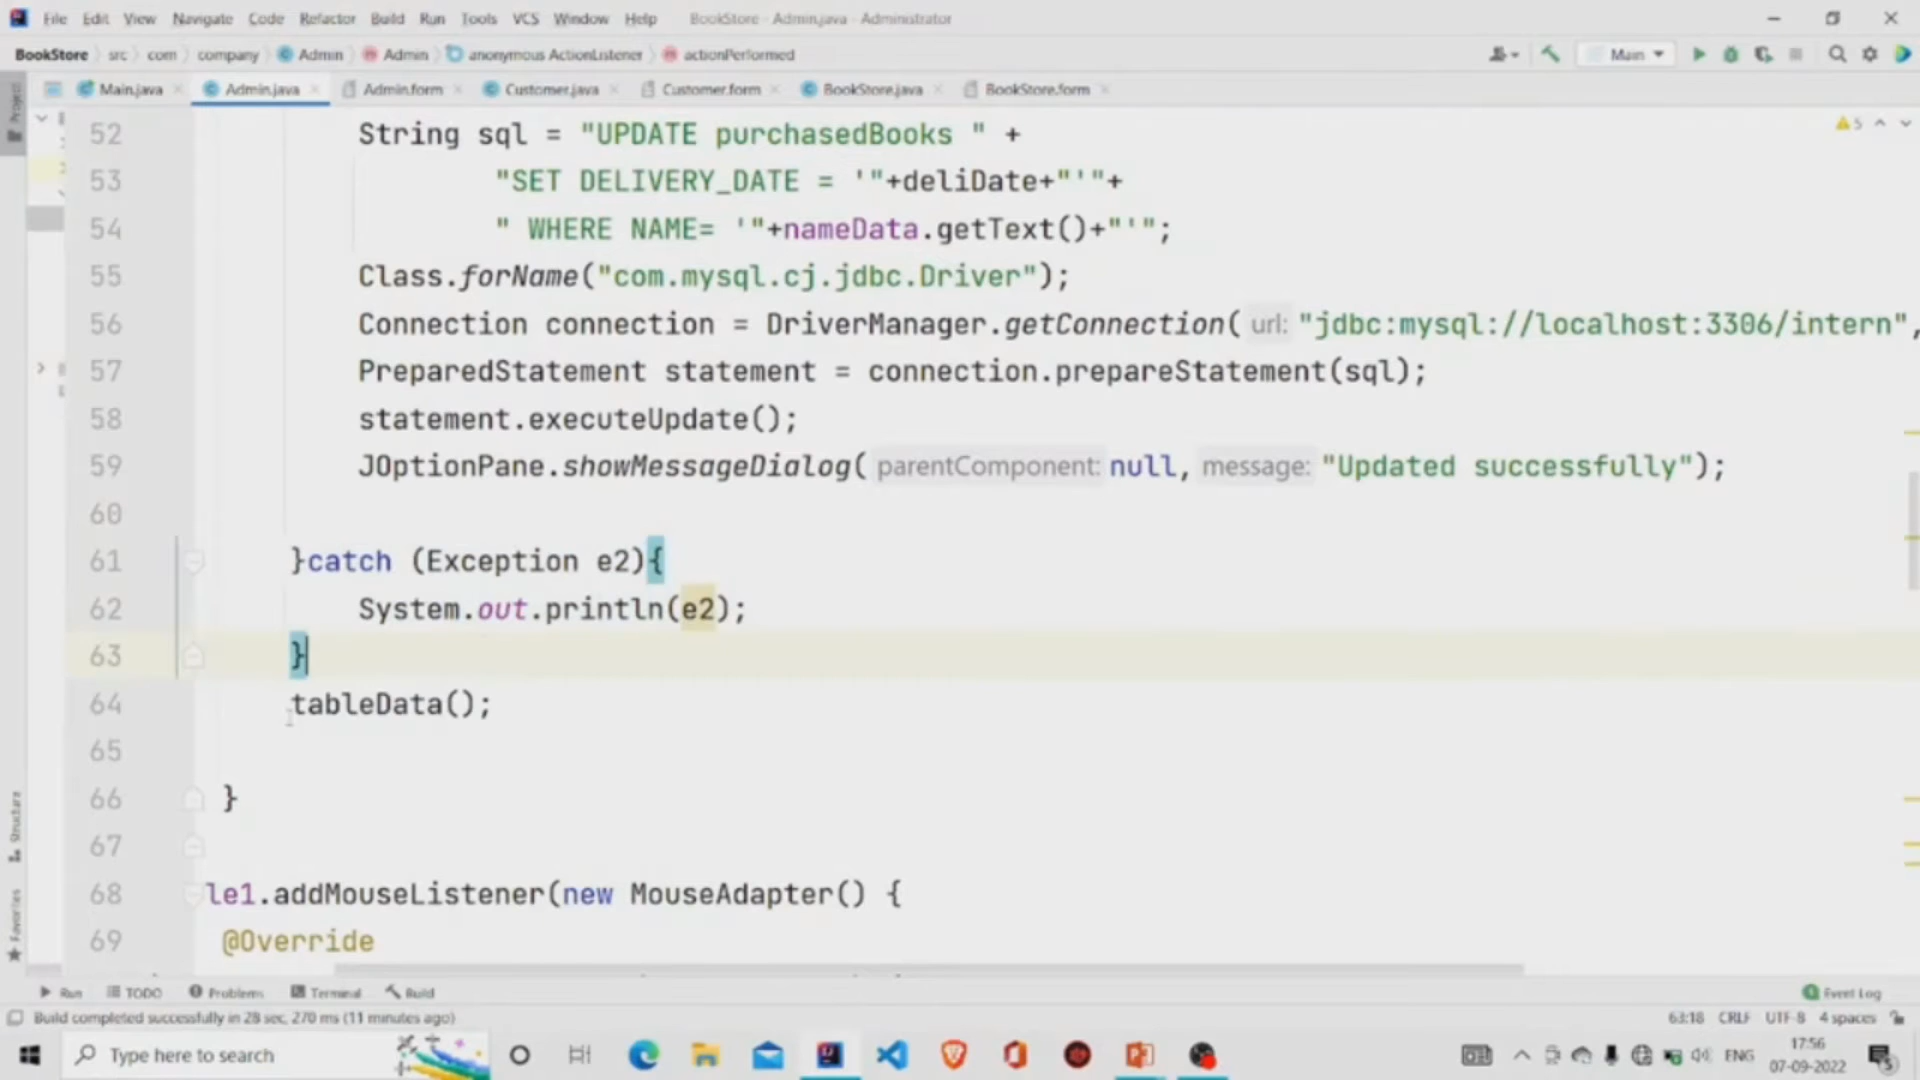 File Edit View Navigate Code Refactor Build Run Tools VCS Window Help BookStore - Admin.java - Administrator
BookStore src com company Admin Admin anonymous ActionListener actionPerformed Main
Main.java Admin.java Admin.form Customer.java Customer.form BookStore.java BookStore.form
Project
5
52 String sql = "UPDATE purchasedBooks " +
53 "SET DELIVERY_DATE = '"+deliDate+"'"+
54 " WHERE NAME= '"+nameData.getText()+"'";
55 Class.forName("com.mysql.cj.jdbc.Driver");
56 Connection connection = DriverManager.getConnection( url: "jdbc:mysql://localhost:3306/intern",
57 PreparedStatement statement = connection.prepareStatement(sql);
58 statement.executeUpdate();
59 JOptionPane.showMessageDialog( parentComponent: null, message: "Updated successfully");
60
61 }catch (Exception e2){
62 System.out.println(e2);
63 }
64 tableData();
65
66 }
67
68 le1.addMouseListener(new MouseAdapter() {
69 @Override
Structure
Favorites
Run TODO Problems Terminal Build Event Log
Build completed successfully in 28 sec, 270 ms (11 minutes ago) 63:18 CRLF UTF-8 4 spaces
Type here to search ENG 17:56
07-09-2022 5